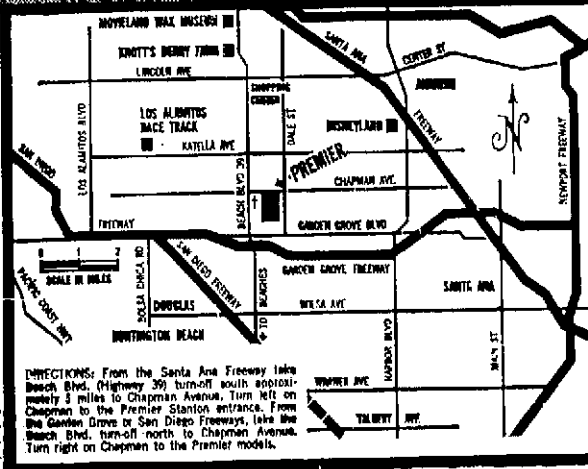 MOVIELAND WAX MUSEUM
KNOTT'S BERRY FARM
LINCOLN AVE
SANTA ANA
CENTER ST
SHOPPING CENTER
LOS ALAMITOS BLVD
LOS ALAMITOS
RACE TRACK
KATELLA AVE
DALE ST
DISNEYLAND
ANAHEIM
N
FREEWAY
NEWPORT FREEWAY
SAN DIEGO
BEACH BLVD 39
PREMIER
CHAPMAN AVE.
FREEWAY
GARDEN GROVE BLVD
0 1 2
SCALE IN MILES
PACIFIC COAST HWY
BOLSA CHICA RD
SAN DIEGO FREEWAY
TO BEACHES
GARDEN GROVE FREEWAY
SANTA ANA
DOUGLAS
BOLSA AVE
HUNTINGTON BEACH
HARBOR BLVD
MAIN ST
WARNER AVE
TALBERT AVE.
DIRECTIONS: From the Santa Ana Freeway take
Beach Blvd. (Highway 39) turn-off south approxi-
mately 5 miles to Chapman Avenue. Turn left on
Chapman to the Premier Stanton entrance. From
the Garden Grove or San Diego Freeways, take the
Beach Blvd. turn-off north to Chapman Avenue.
Turn right on Chapman to the Premier models.